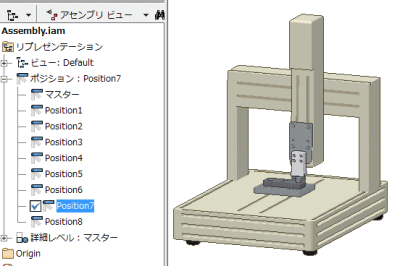 アセンブリ ビュー
Assembly.iam
リプレゼンテーション
ビュー: Default
ポジション : Position7
マスター
Position1
Position2
Position3
Position4
Position5
Position6
Position7
Position8
詳細レベル : マスター
Origin